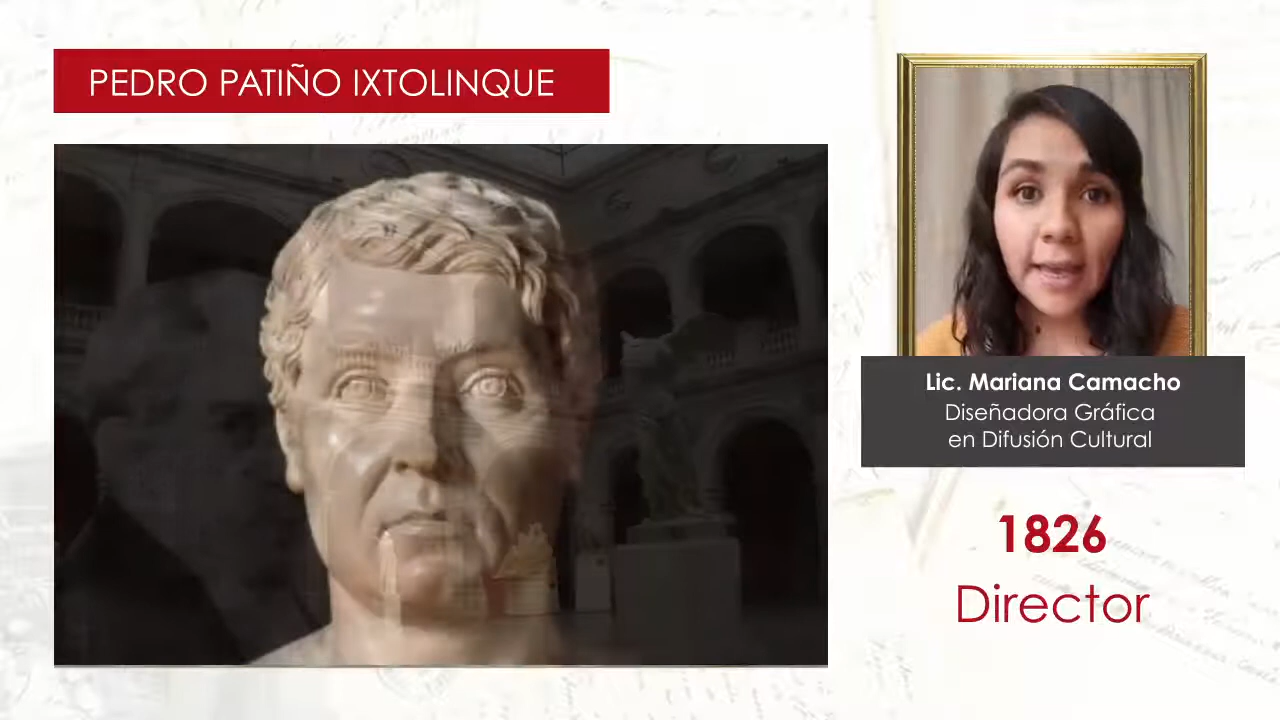 PEDRO PATIÑO IXTOLINQUE
Lic. Mariana Camacho
Diseñadora Gráfica
en Difusión Cultural
1826
Director